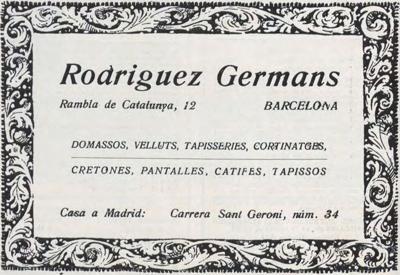 Rodriguez Germans
Rambla de Catalunya, 12 BARCELONA
DOMASSOS, VELLUTS, TAPISSERIES, CORTINATGES,
CRETONES, PANTALLES, CATIFES, TAPISSOS
Casa a Madrid: Carrera Sant Geroni, núm. 34